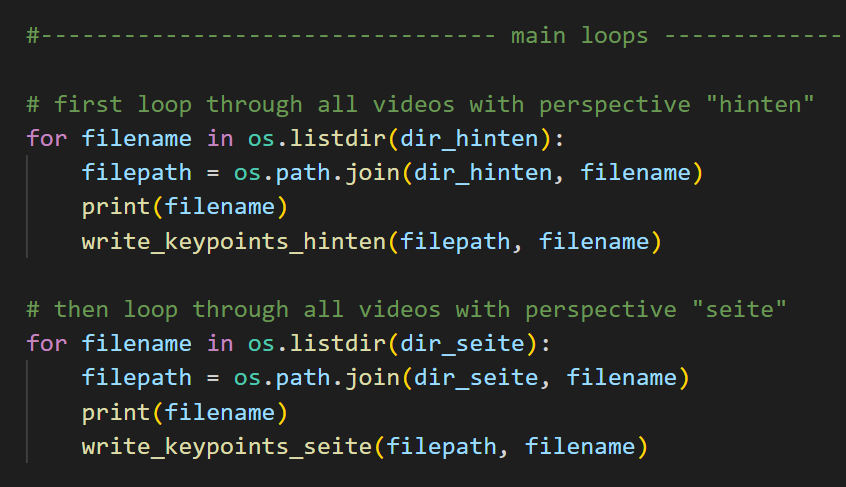 #--------------------------------- main loops -------------
# first loop through all videos with perspective "hinten"
for filename in os.listdir(dir_hinten):
    filepath = os.path.join(dir_hinten, filename)
    print(filename)
    write_keypoints_hinten(filepath, filename)
# then loop through all videos with perspective "seite"
for filename in os.listdir(dir_seite):
    filepath = os.path.join(dir_seite, filename)
    print(filename)
    write_keypoints_seite(filepath, filename)